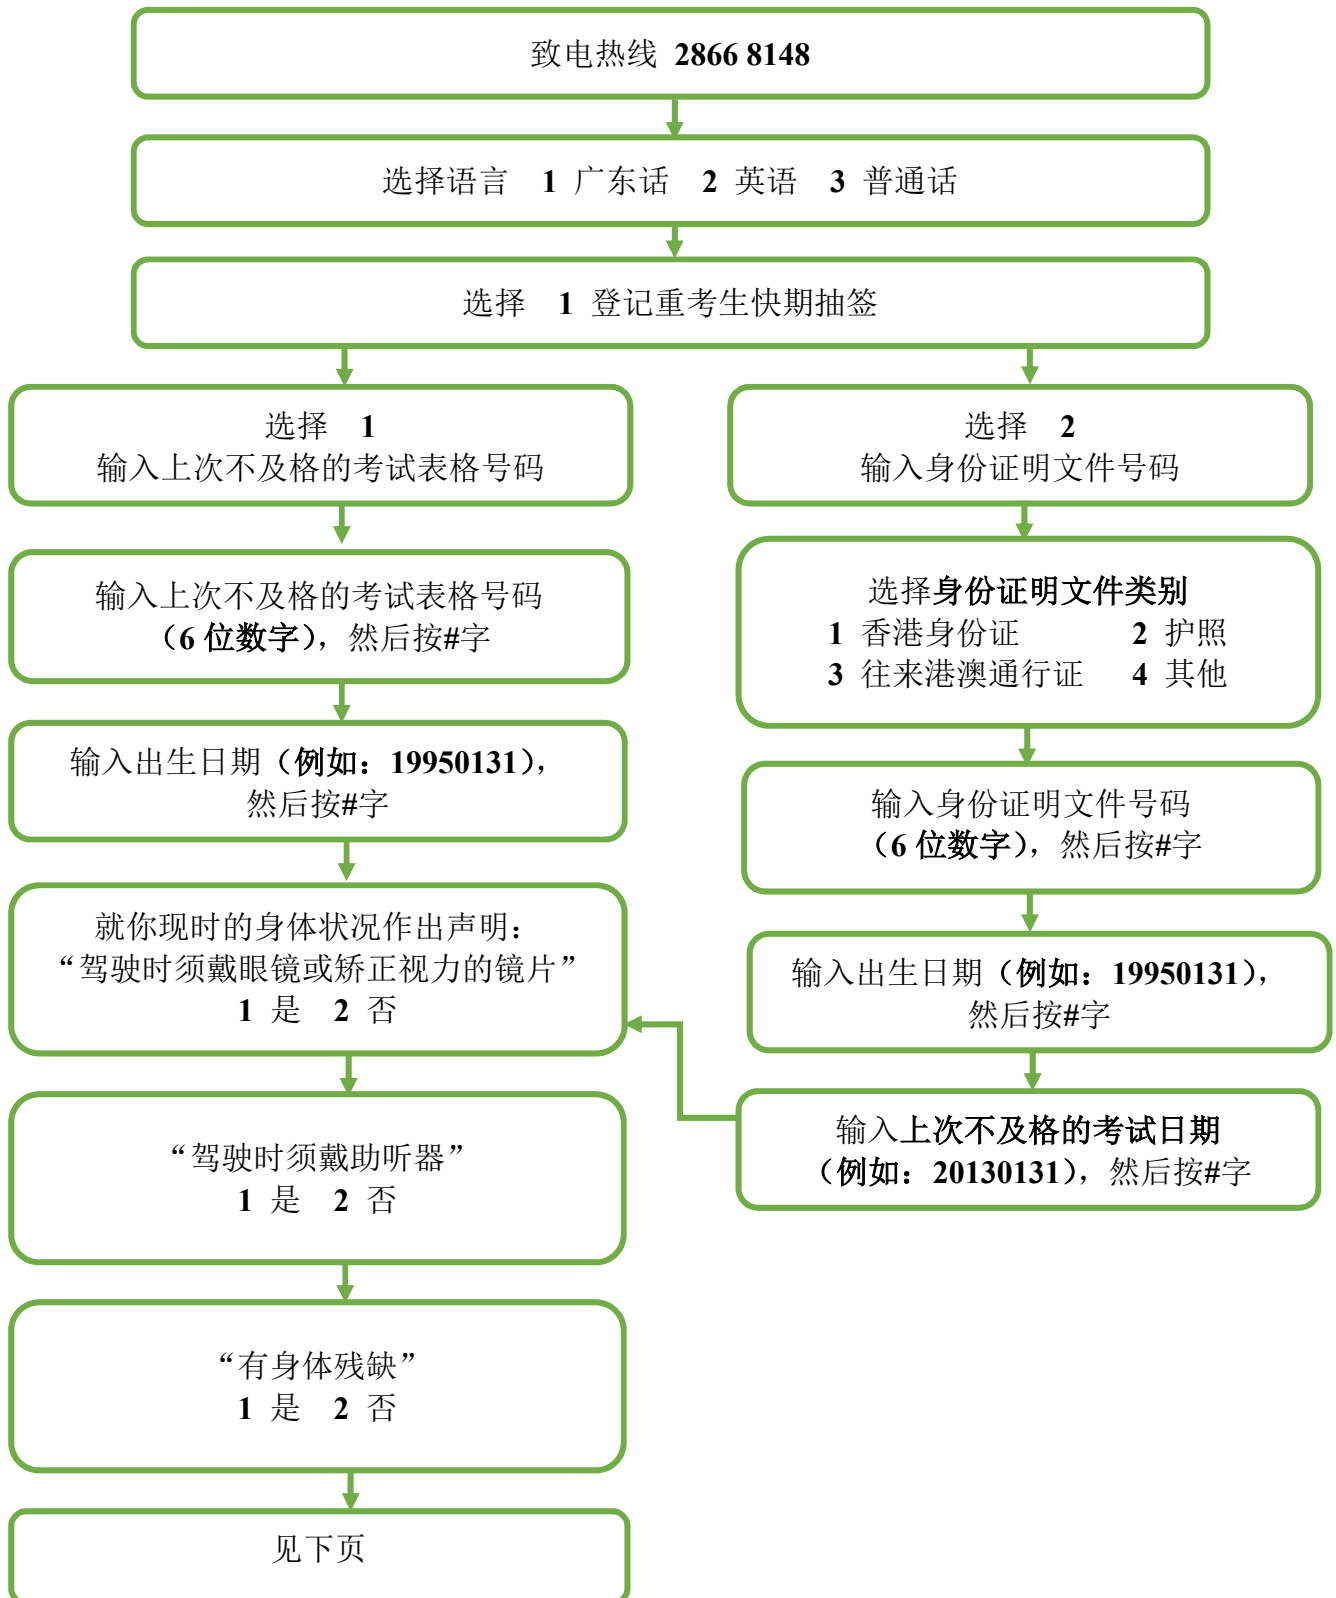 致电热线 2866 8148
选择语言 1 广东话 2 英语 3 普通话
选择 1 登记重考生快期抽签
选择 1
输入上次不及格的考试表格号码
输入上次不及格的考试表格号码
（6 位数字），然后按#字
输入出生日期（例如：19950131），
然后按#字
就你现时的身体状况作出声明：
“驾驶时须戴眼镜或矫正视力的镜片”
1 是 2 否
“驾驶时须戴助听器”
1 是 2 否
“有身体残缺”
1 是 2 否
见下页
选择 2
输入身份证明文件号码
选择身份证明文件类别
1 香港身份证 2 护照
3 往来港澳通行证 4 其他
输入身份证明文件号码
（6 位数字），然后按#字
输入出生日期（例如：19950131），
然后按#字
输入上次不及格的考试日期
（例如：20130131），然后按#字